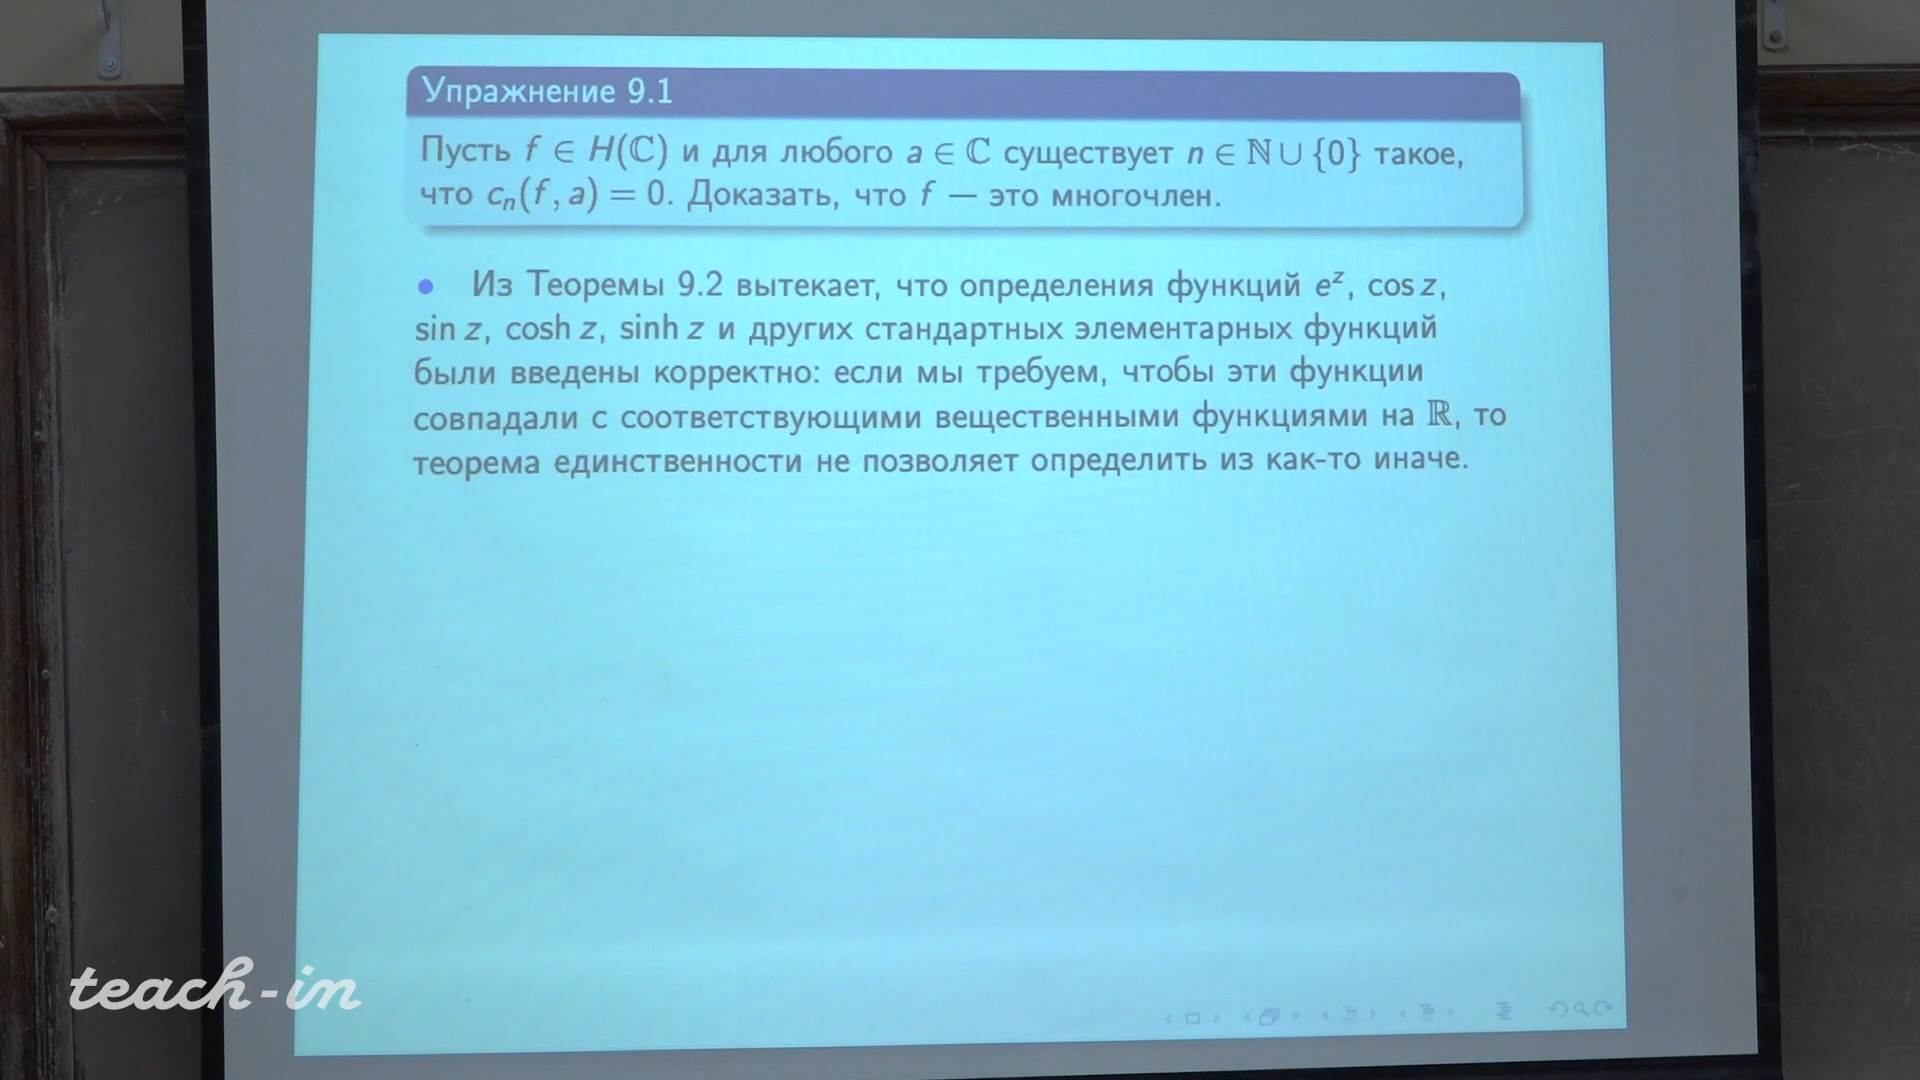 Упражнение 9.1
Пусть f ∈ H(ℂ) и для любого a ∈ ℂ существует n ∈ ℕ ∪ {0} такое,
что cₙ(f, a) = 0. Доказать, что f — это многочлен.
• Из Теоремы 9.2 вытекает, что определения функций eᶻ, cos z,
sin z, cosh z, sinh z и других стандартных элементарных функций
были введены корректно: если мы требуем, чтобы эти функции
совпадали с соответствующими вещественными функциями на ℝ, то
теорема единственности не позволяет определить из как-то иначе.
teach-in